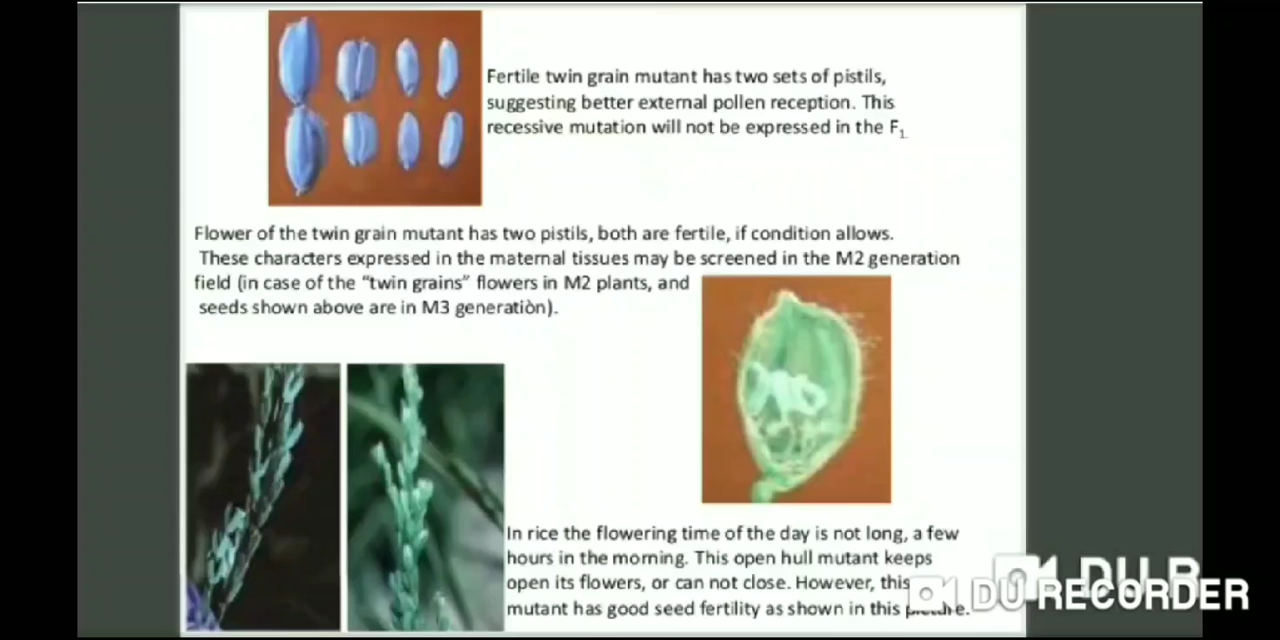 Fertile twin grain mutant has two sets of pistils,
suggesting better external pollen reception. This
recessive mutation will not be expressed in the F1.
Flower of the twin grain mutant has two pistils, both are fertile, if condition allows.
These characters expressed in the maternal tissues may be screened in the M2 generation
field (in case of the “twin grains” flowers in M2 plants, and
seeds shown above are in M3 generation).
In rice the flowering time of the day is not long, a few
hours in the morning. This open hull mutant keeps
open its flowers, or can not close. However, this
mutant has good seed fertility as shown in this picture.
DU R
DU RECORDER